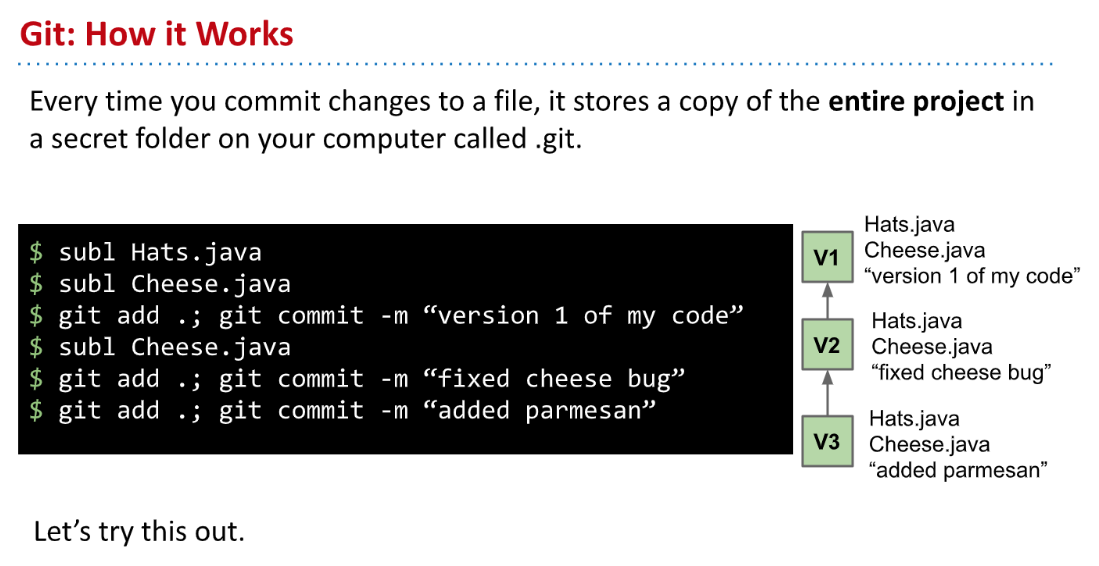 Git: How it Works
Every time you commit changes to a file, it stores a copy of the entire project in
a secret folder on your computer called .git.
$ subl Hats.java
$ subl Cheese.java
$ git add .; git commit -m “version 1 of my code”
$ subl Cheese.java
$ git add .; git commit -m “fixed cheese bug”
$ git add .; git commit -m “added parmesan”
V1
Hats.java
Cheese.java
“version 1 of my code”
V2
Hats.java
Cheese.java
“fixed cheese bug”
V3
Hats.java
Cheese.java
“added parmesan”
Let’s try this out.